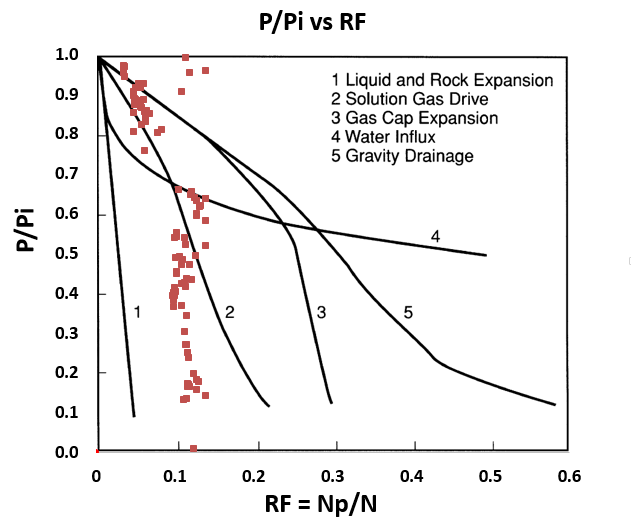 P/Pi vs RF
1 Liquid and Rock Expansion
2 Solution Gas Drive
3 Gas Cap Expansion
4 Water Influx
5 Gravity Drainage
P/Pi
1.0
0.9
0.8
0.7
0.6
0.5
0.4
0.3
0.2
0.1
0.0
4
1
2
3
5
0
0.1
0.2
0.3
0.4
0.5
0.6
RF = Np/N